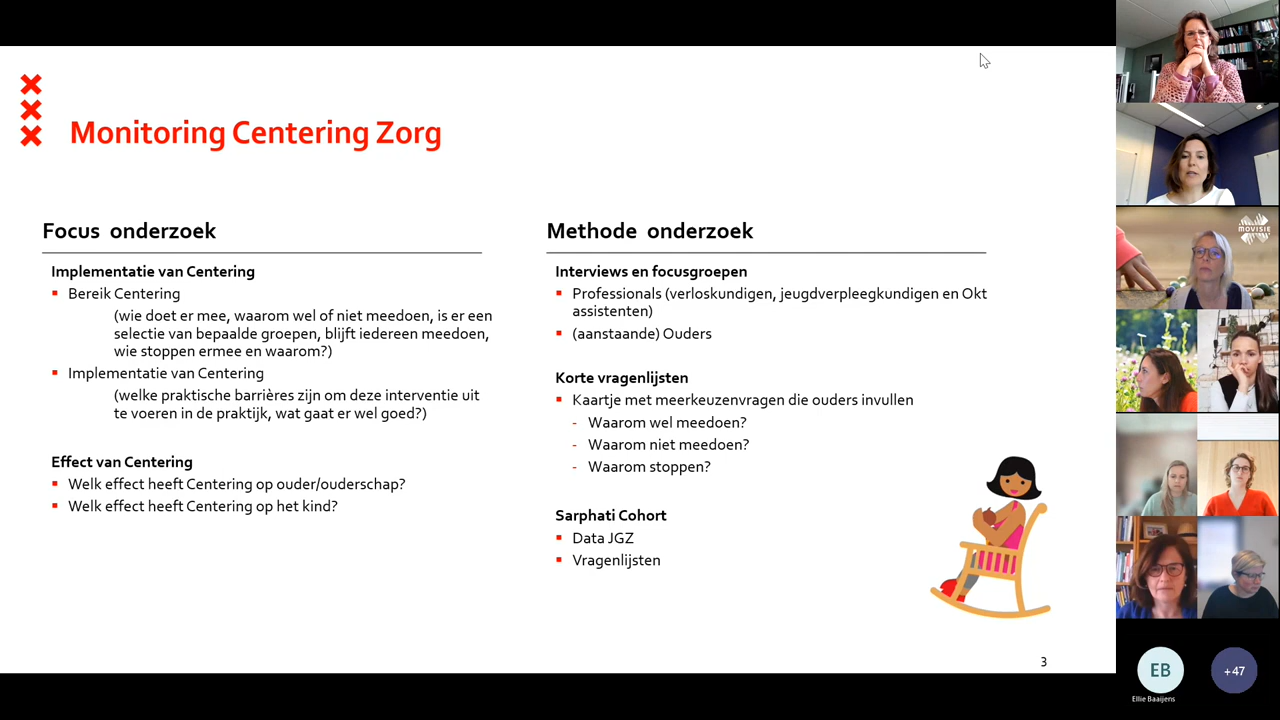 Monitoring Centering Zorg
Focus onderzoek
Implementatie van Centering
Bereik Centering
(wie doet er mee, waarom wel of niet meedoen, is er een
selectie van bepaalde groepen, blijft iedereen meedoen,
wie stoppen ermee en waarom?)
Implementatie van Centering
(welke praktische barrières zijn om deze interventie uit
te voeren in de praktijk, wat gaat er wel goed?)
Effect van Centering
Welk effect heeft Centering op ouder/ouderschap?
Welk effect heeft Centering op het kind?
Methode onderzoek
Interviews en focusgroepen
Professionals (verloskundigen, jeugdverpleegkundigen en Okt
assistenten)
(aanstaande) Ouders
Korte vragenlijsten
Kaartje met meerkeuzenvragen die ouders invullen
- Waarom wel meedoen?
- Waarom niet meedoen?
- Waarom stoppen?
Sarphati Cohort
Data JGZ
Vragenlijsten
3
MOVISIE
EB
Ellie Baaijens
+47